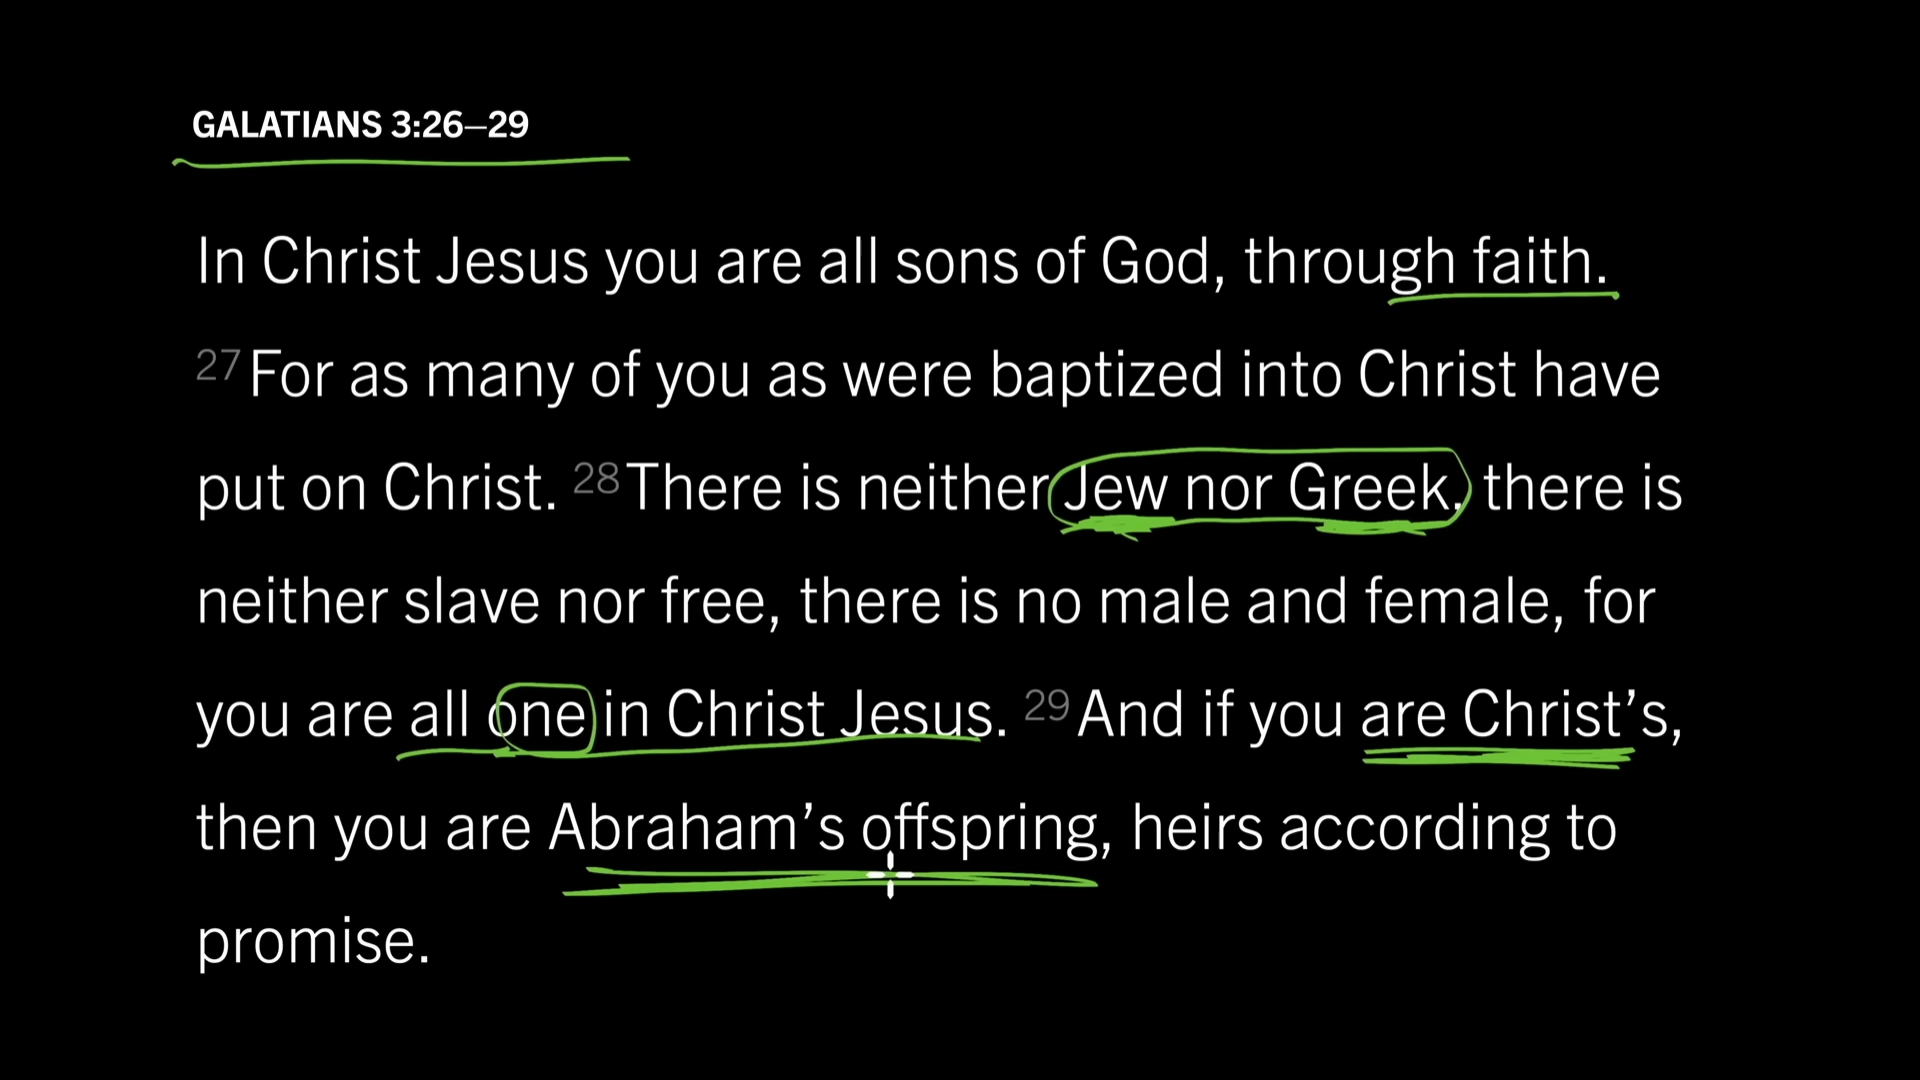 GALATIANS 3:26–29
In Christ Jesus you are all sons of God, through faith.
27 For as many of you as were baptized into Christ have
put on Christ. 28 There is neither Jew nor Greek, there is
neither slave nor free, there is no male and female, for
you are all one in Christ Jesus. 29 And if you are Christ’s,
then you are Abraham’s offspring, heirs according to
promise.